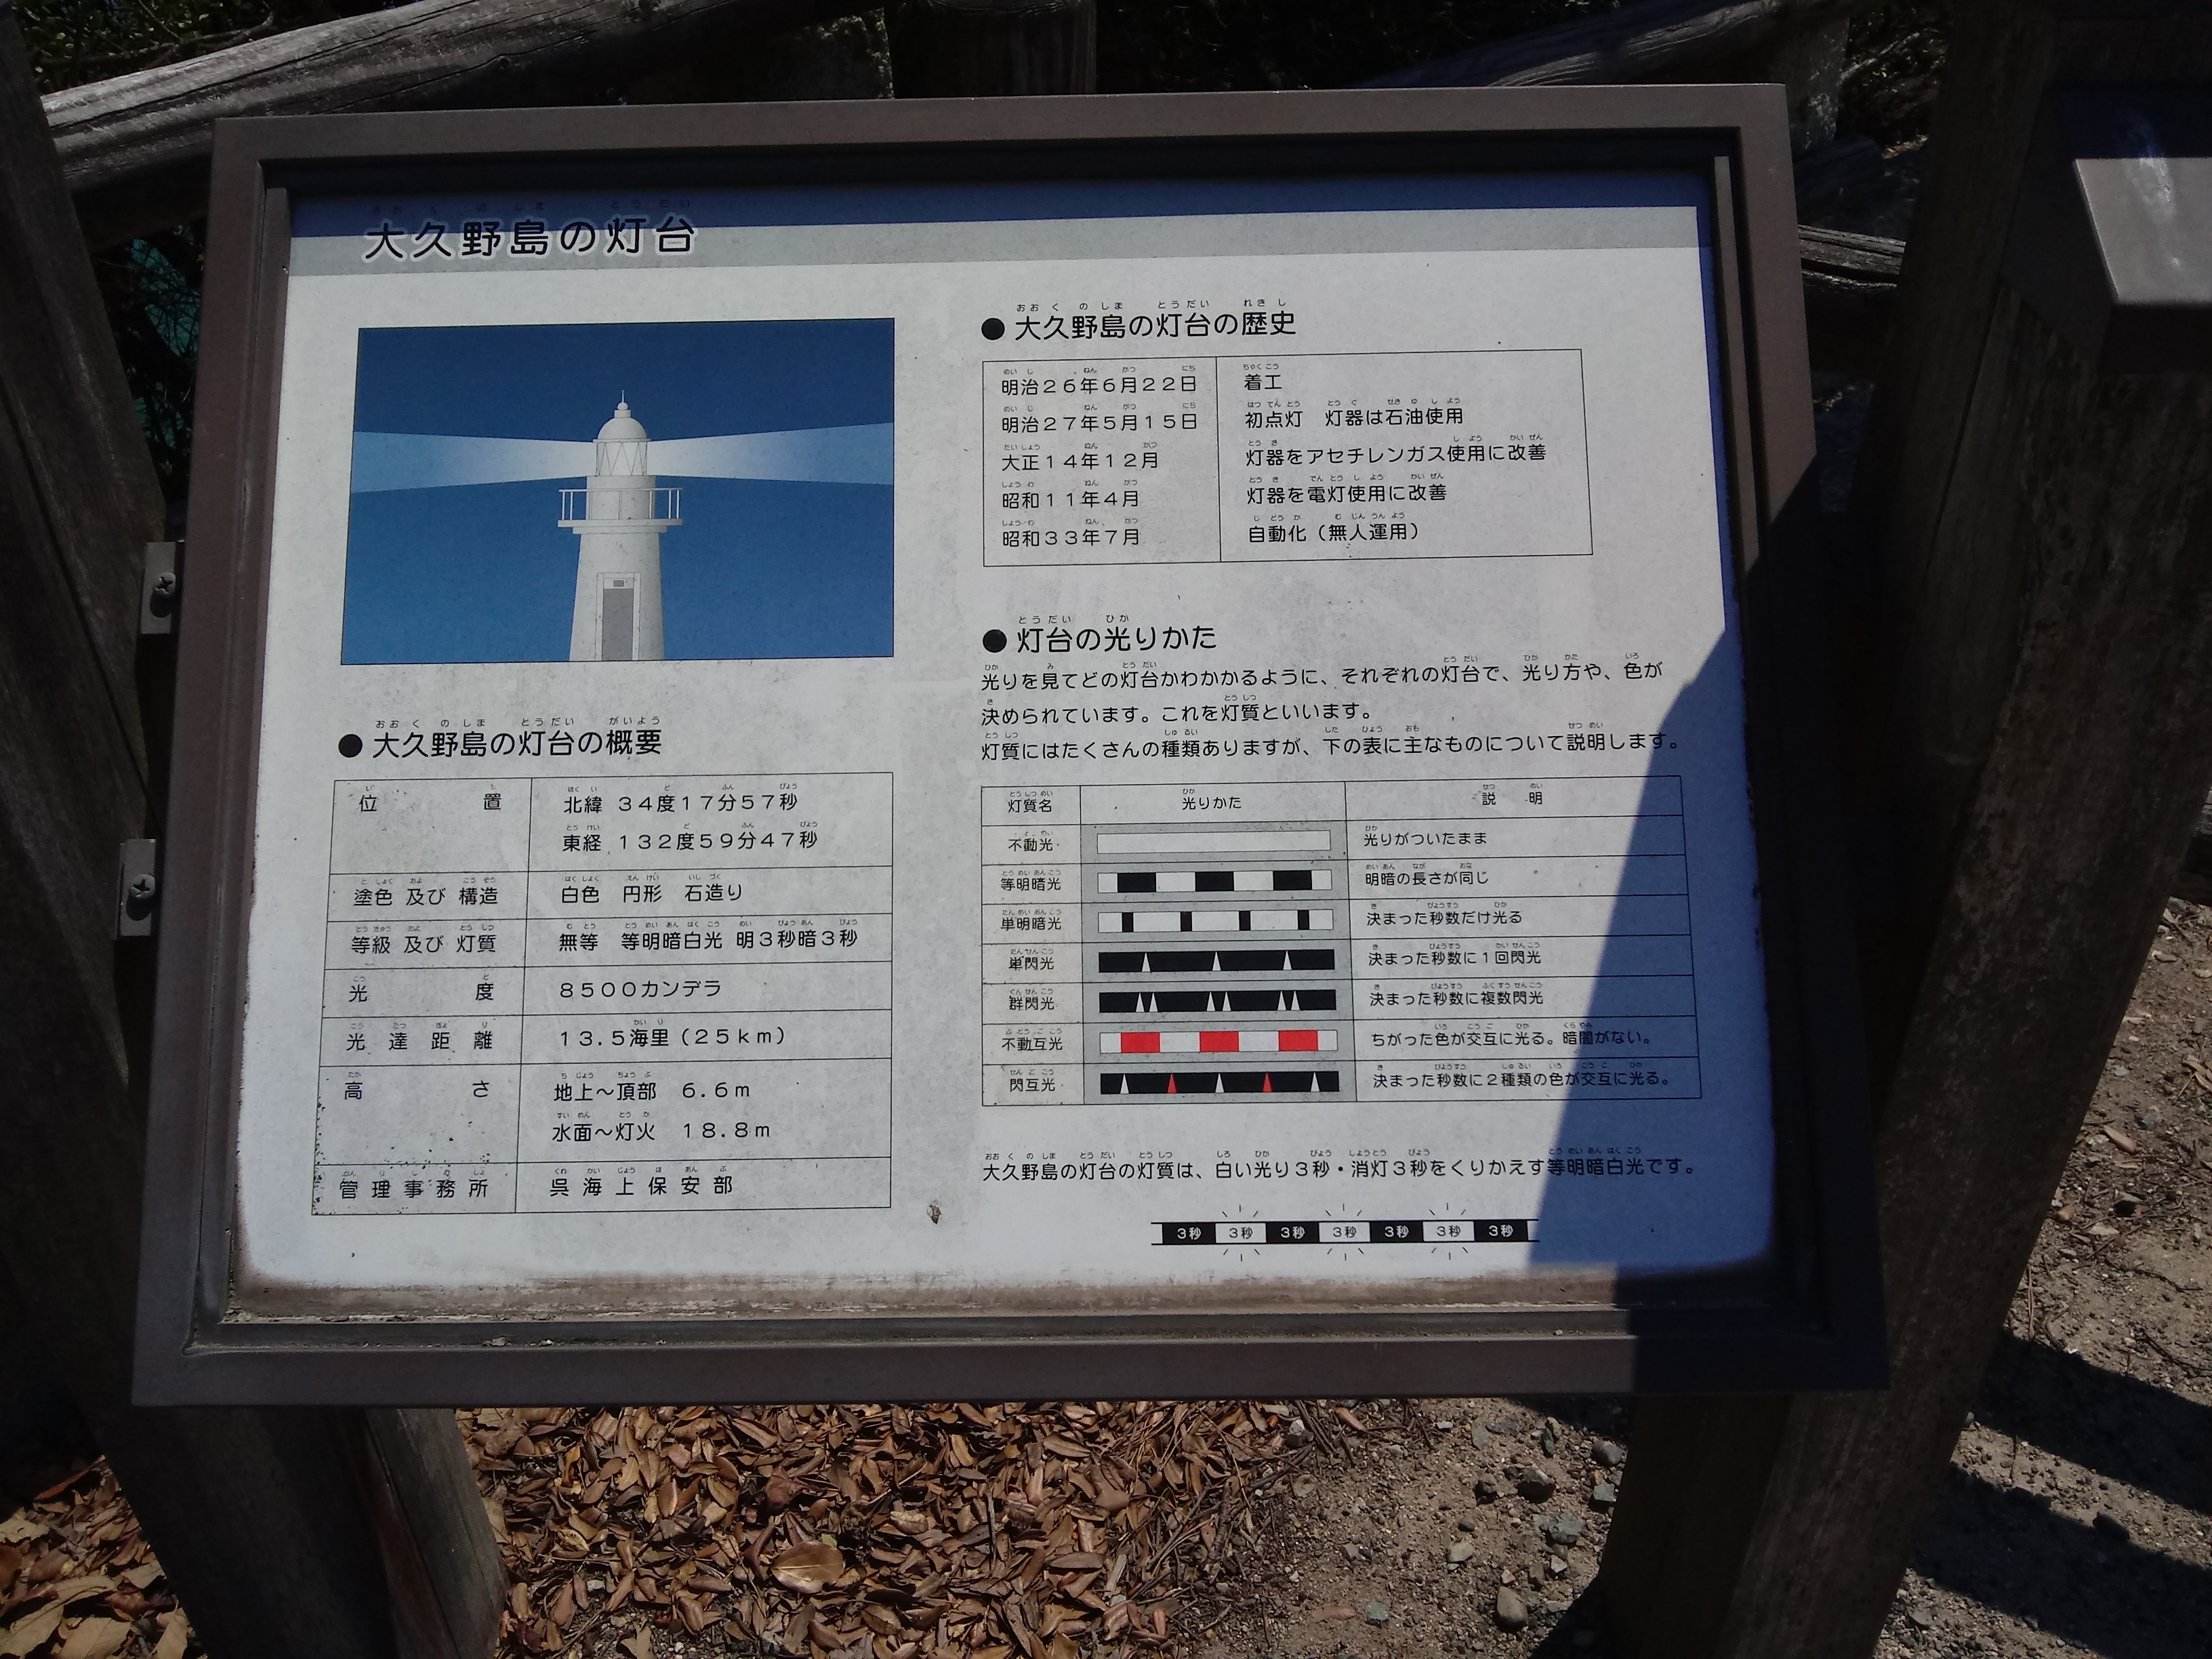 大久野島の灯台
●大久野島の灯台の概要
位置 北緯 34度17分57秒
東経 132度59分47秒
塗色 及び 構造 白色 円形 石造り
等級 及び 灯質 無等 等明暗白光 明3秒暗3秒
光度 8500カンデラ
光達距離 13.5海里(25km)
高さ 地上～頂部 6.6m
水面～灯火 18.8m
管理事務所 呉海上保安部
●大久野島の灯台の歴史
明治26年6月22日 着工
明治27年5月15日 初点灯 灯器は石油使用
大正14年12月 灯器をアセチレンガス使用に改善
昭和11年4月 灯器を電灯使用に改善
昭和33年7月 自動化(無人運用)
●灯台の光りかた
光りを見てどの灯台かわかかるように、それぞれの灯台で、光り方や、色が
決められています。これを灯質といいます。
灯質にはたくさんの種類ありますが、下の表に主なものについて説明します。
灯質名 光りかた 説明
不動光 光りがついたまま
等明暗光 明暗の長さが同じ
単明暗光 決まった秒数だけ光る
単閃光 決まった秒数に1回閃光
群閃光 決まった秒数に複数閃光
不動互光 ちがった色が交互に光る。暗闇がない。
閃互光 決まった秒数に2種類の色が交互に光る。
大久野島の灯台の灯質は、白い光り3秒・消灯3秒をくりかえす等明暗白光です。
3秒 3秒 3秒 3秒 3秒 3秒 3秒